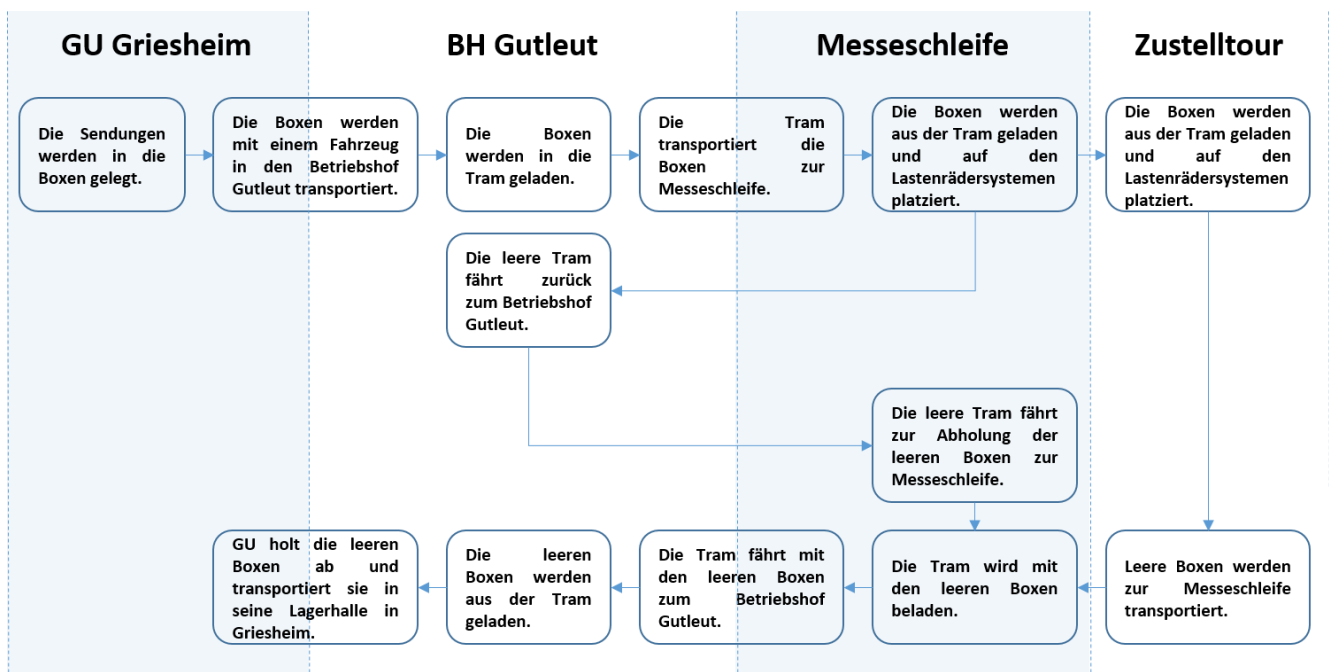 GU Griesheim
BH Gutleut
Messeschleife
Zustelltour
Die Sendungen
werden in die
Boxen gelegt.
Die Boxen werden
mit einem Fahrzeug
in den Betriebshof
Gutleut transportiert.
Die Boxen
werden in die
Tram geladen.
Die Tram
transportiert die
Boxen zur
Messeschleife.
Die Boxen werden
aus der Tram geladen
und auf den
Lastenrädersystemen
platziert.
Die Boxen werden
aus der Tram geladen
und auf den
Lastenrädersystemen
platziert.
Die leere Tram
fährt zurück
zum Betriebshof
Gutleut.
Die leere Tram fährt
zur Abholung der
leeren Boxen zur
Messeschleife.
GU holt die leeren
Boxen ab und
transportiert sie in
seine Lagerhalle in
Griesheim.
Die leeren
Boxen werden
aus der Tram
geladen.
Die Tram fährt mit
den leeren Boxen
zum Betriebshof
Gutleut.
Die Tram wird mit
den leeren Boxen
beladen.
Leere Boxen werden
zur Messeschleife
transportiert.